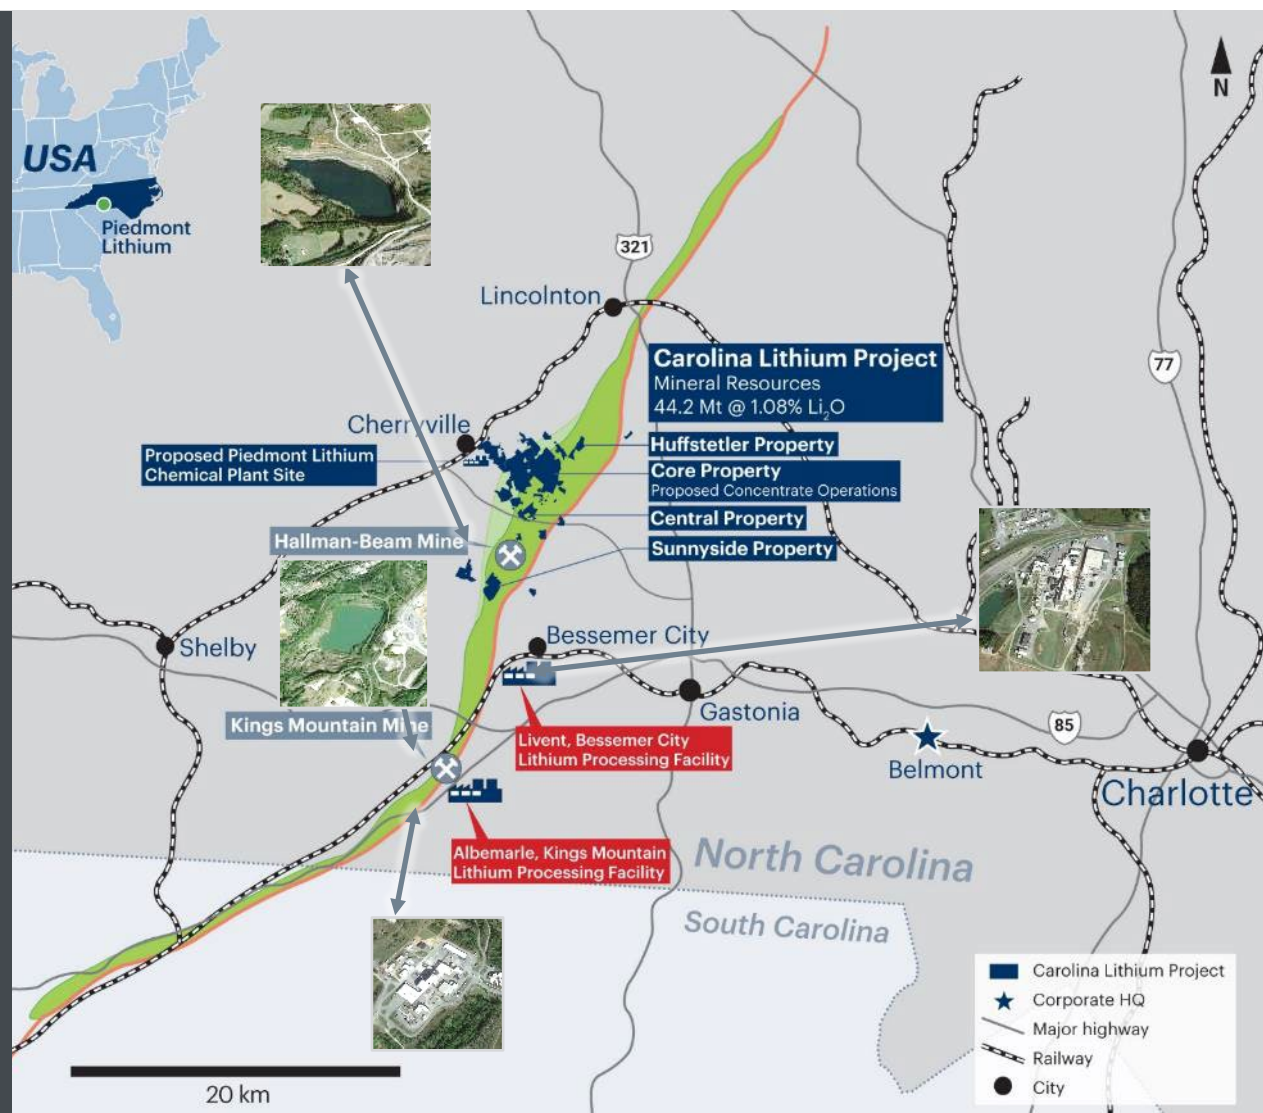 N
USA
Piedmont
Lithium
321
Lincolnton
77
Carolina Lithium Project
Mineral Resources
44.2 Mt @ 1.08% Li₂O
Cherryville
Huffstetler Property
Proposed Piedmont Lithium
Chemical Plant Site
Core Property
Proposed Concentrate Operations
Central Property
Hallman-Beam Mine
Sunnyside Property
Shelby
Bessemer City
Gastonia
Kings Mountain Mine
85
Livent, Bessemer City
Lithium Processing Facility
Belmont
Charlotte
Albemarle, Kings Mountain
Lithium Processing Facility
North Carolina
South Carolina
Carolina Lithium Project
Corporate HQ
Major highway
Railway
City
20 km